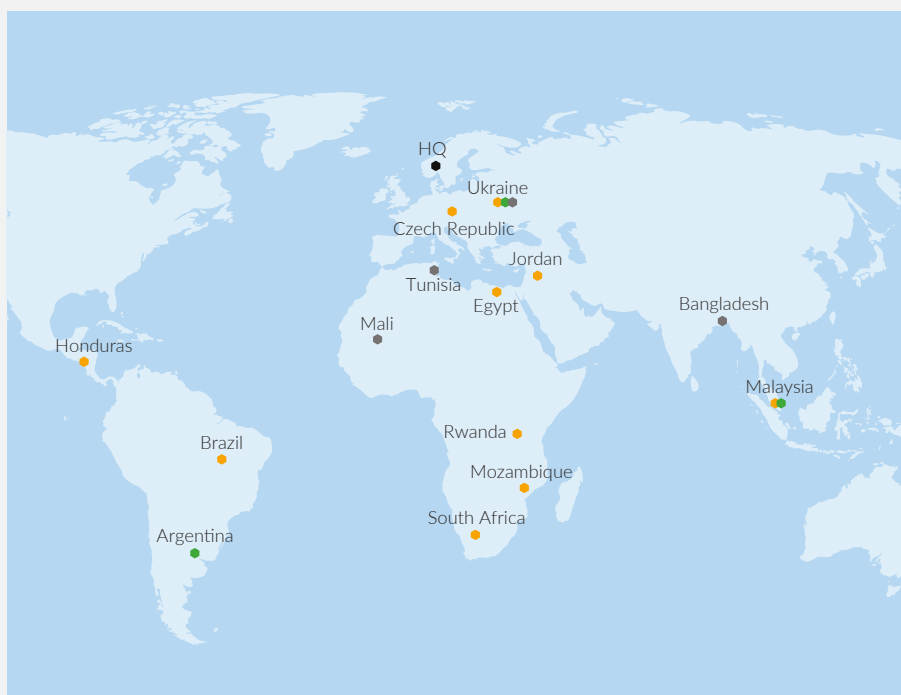 HQ
Ukraine
Czech Republic
Jordan
Tunisia
Egypt
Bangladesh
Mali
Honduras
Malaysia
Rwanda
Brazil
Mozambique
South Africa
Argentina